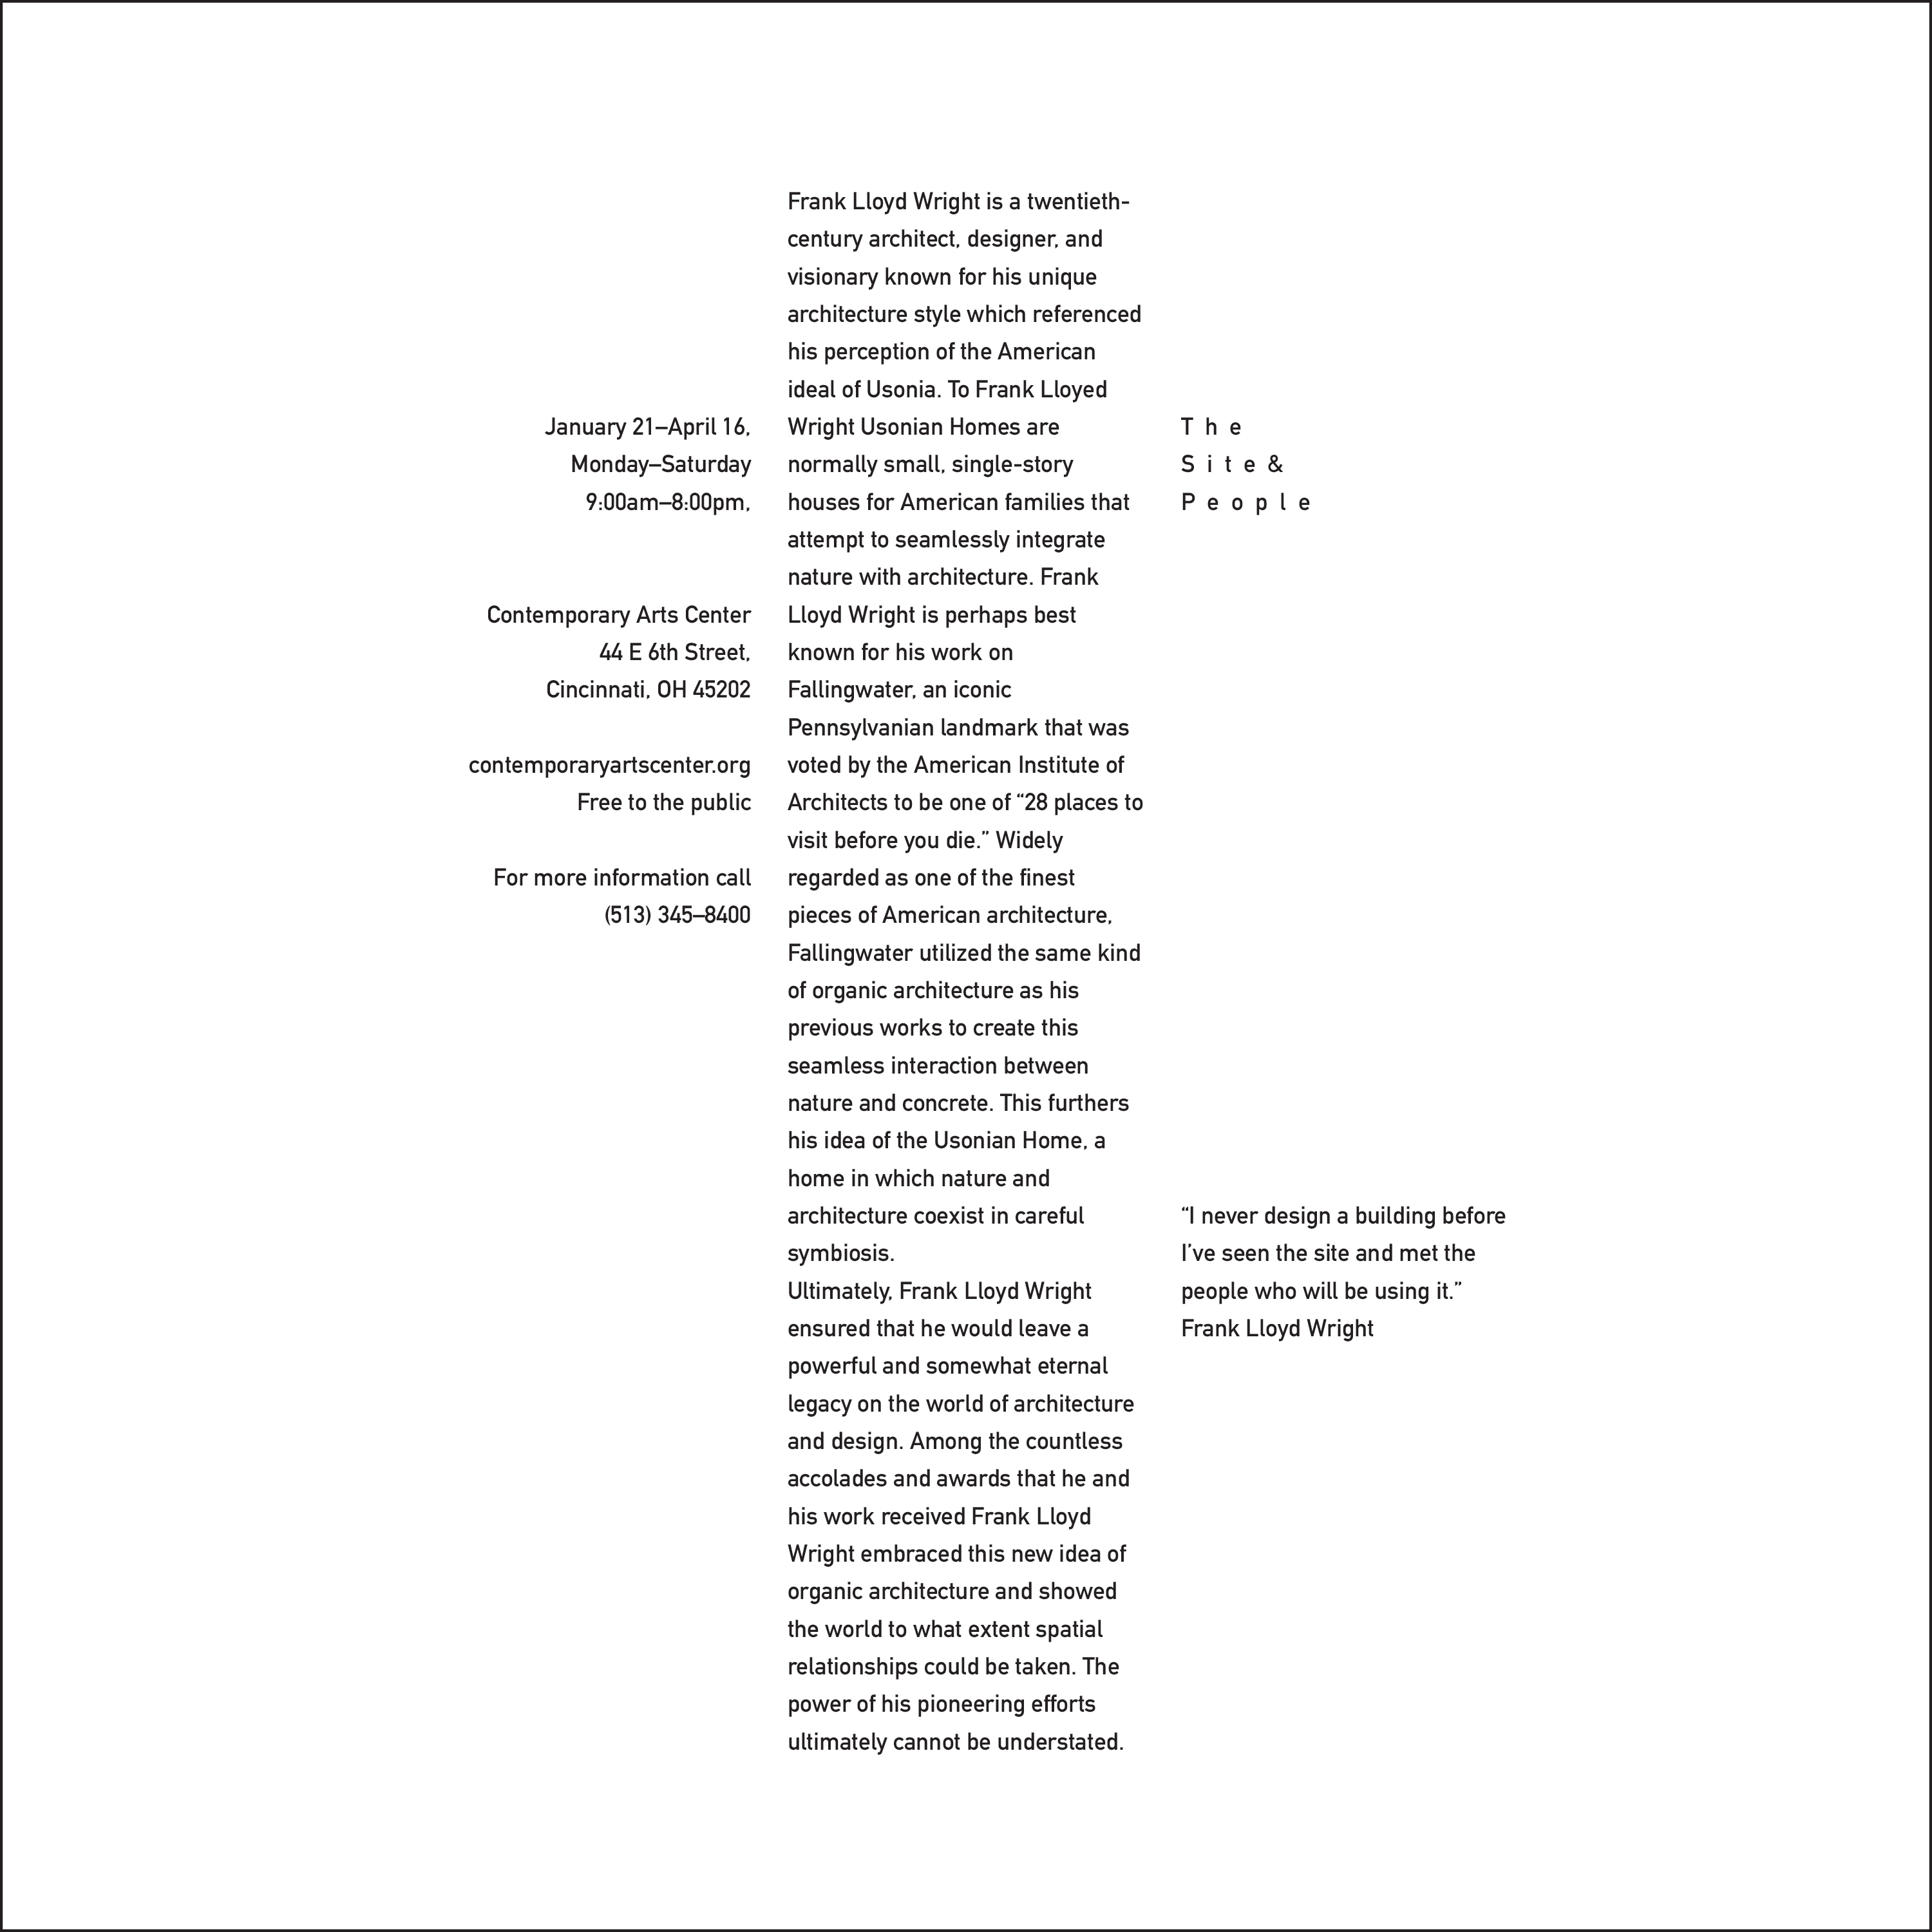 January 21–April 16,
Monday–Saturday
9:00am–8:00pm,
Contemporary Arts Center
44 E 6th Street,
Cincinnati, OH 45202
contemporaryartscenter.org
Free to the public
For more information call
(513) 345–8400
Frank Lloyd Wright is a twentieth-
century architect, designer, and
visionary known for his unique
architecture style which referenced
his perception of the American
ideal of Usonia. To Frank Lloyed
Wright Usonian Homes are
normally small, single-story
houses for American families that
attempt to seamlessly integrate
nature with architecture. Frank
Lloyd Wright is perhaps best
known for his work on
Fallingwater, an iconic
Pennsylvanian landmark that was
voted by the American Institute of
Architects to be one of “28 places to
visit before you die.” Widely
regarded as one of the finest
pieces of American architecture,
Fallingwater utilized the same kind
of organic architecture as his
previous works to create this
seamless interaction between
nature and concrete. This furthers
his idea of the Usonian Home, a
home in which nature and
architecture coexist in careful
symbiosis.
Ultimately, Frank Lloyd Wright
ensured that he would leave a
powerful and somewhat eternal
legacy on the world of architecture
and design. Among the countless
accolades and awards that he and
his work received Frank Lloyd
Wright embraced this new idea of
organic architecture and showed
the world to what extent spatial
relationships could be taken. The
power of his pioneering efforts
ultimately cannot be understated.
The
Site &
People
“I never design a building before
I’ve seen the site and met the
people who will be using it.”
Frank Lloyd Wright